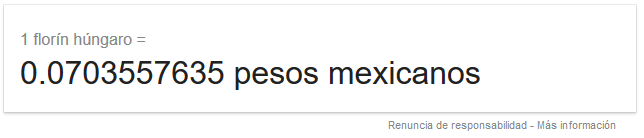 1 florín húngaro =
0.0703557635 pesos mexicanos
Renuncia de responsabilidad - Más información